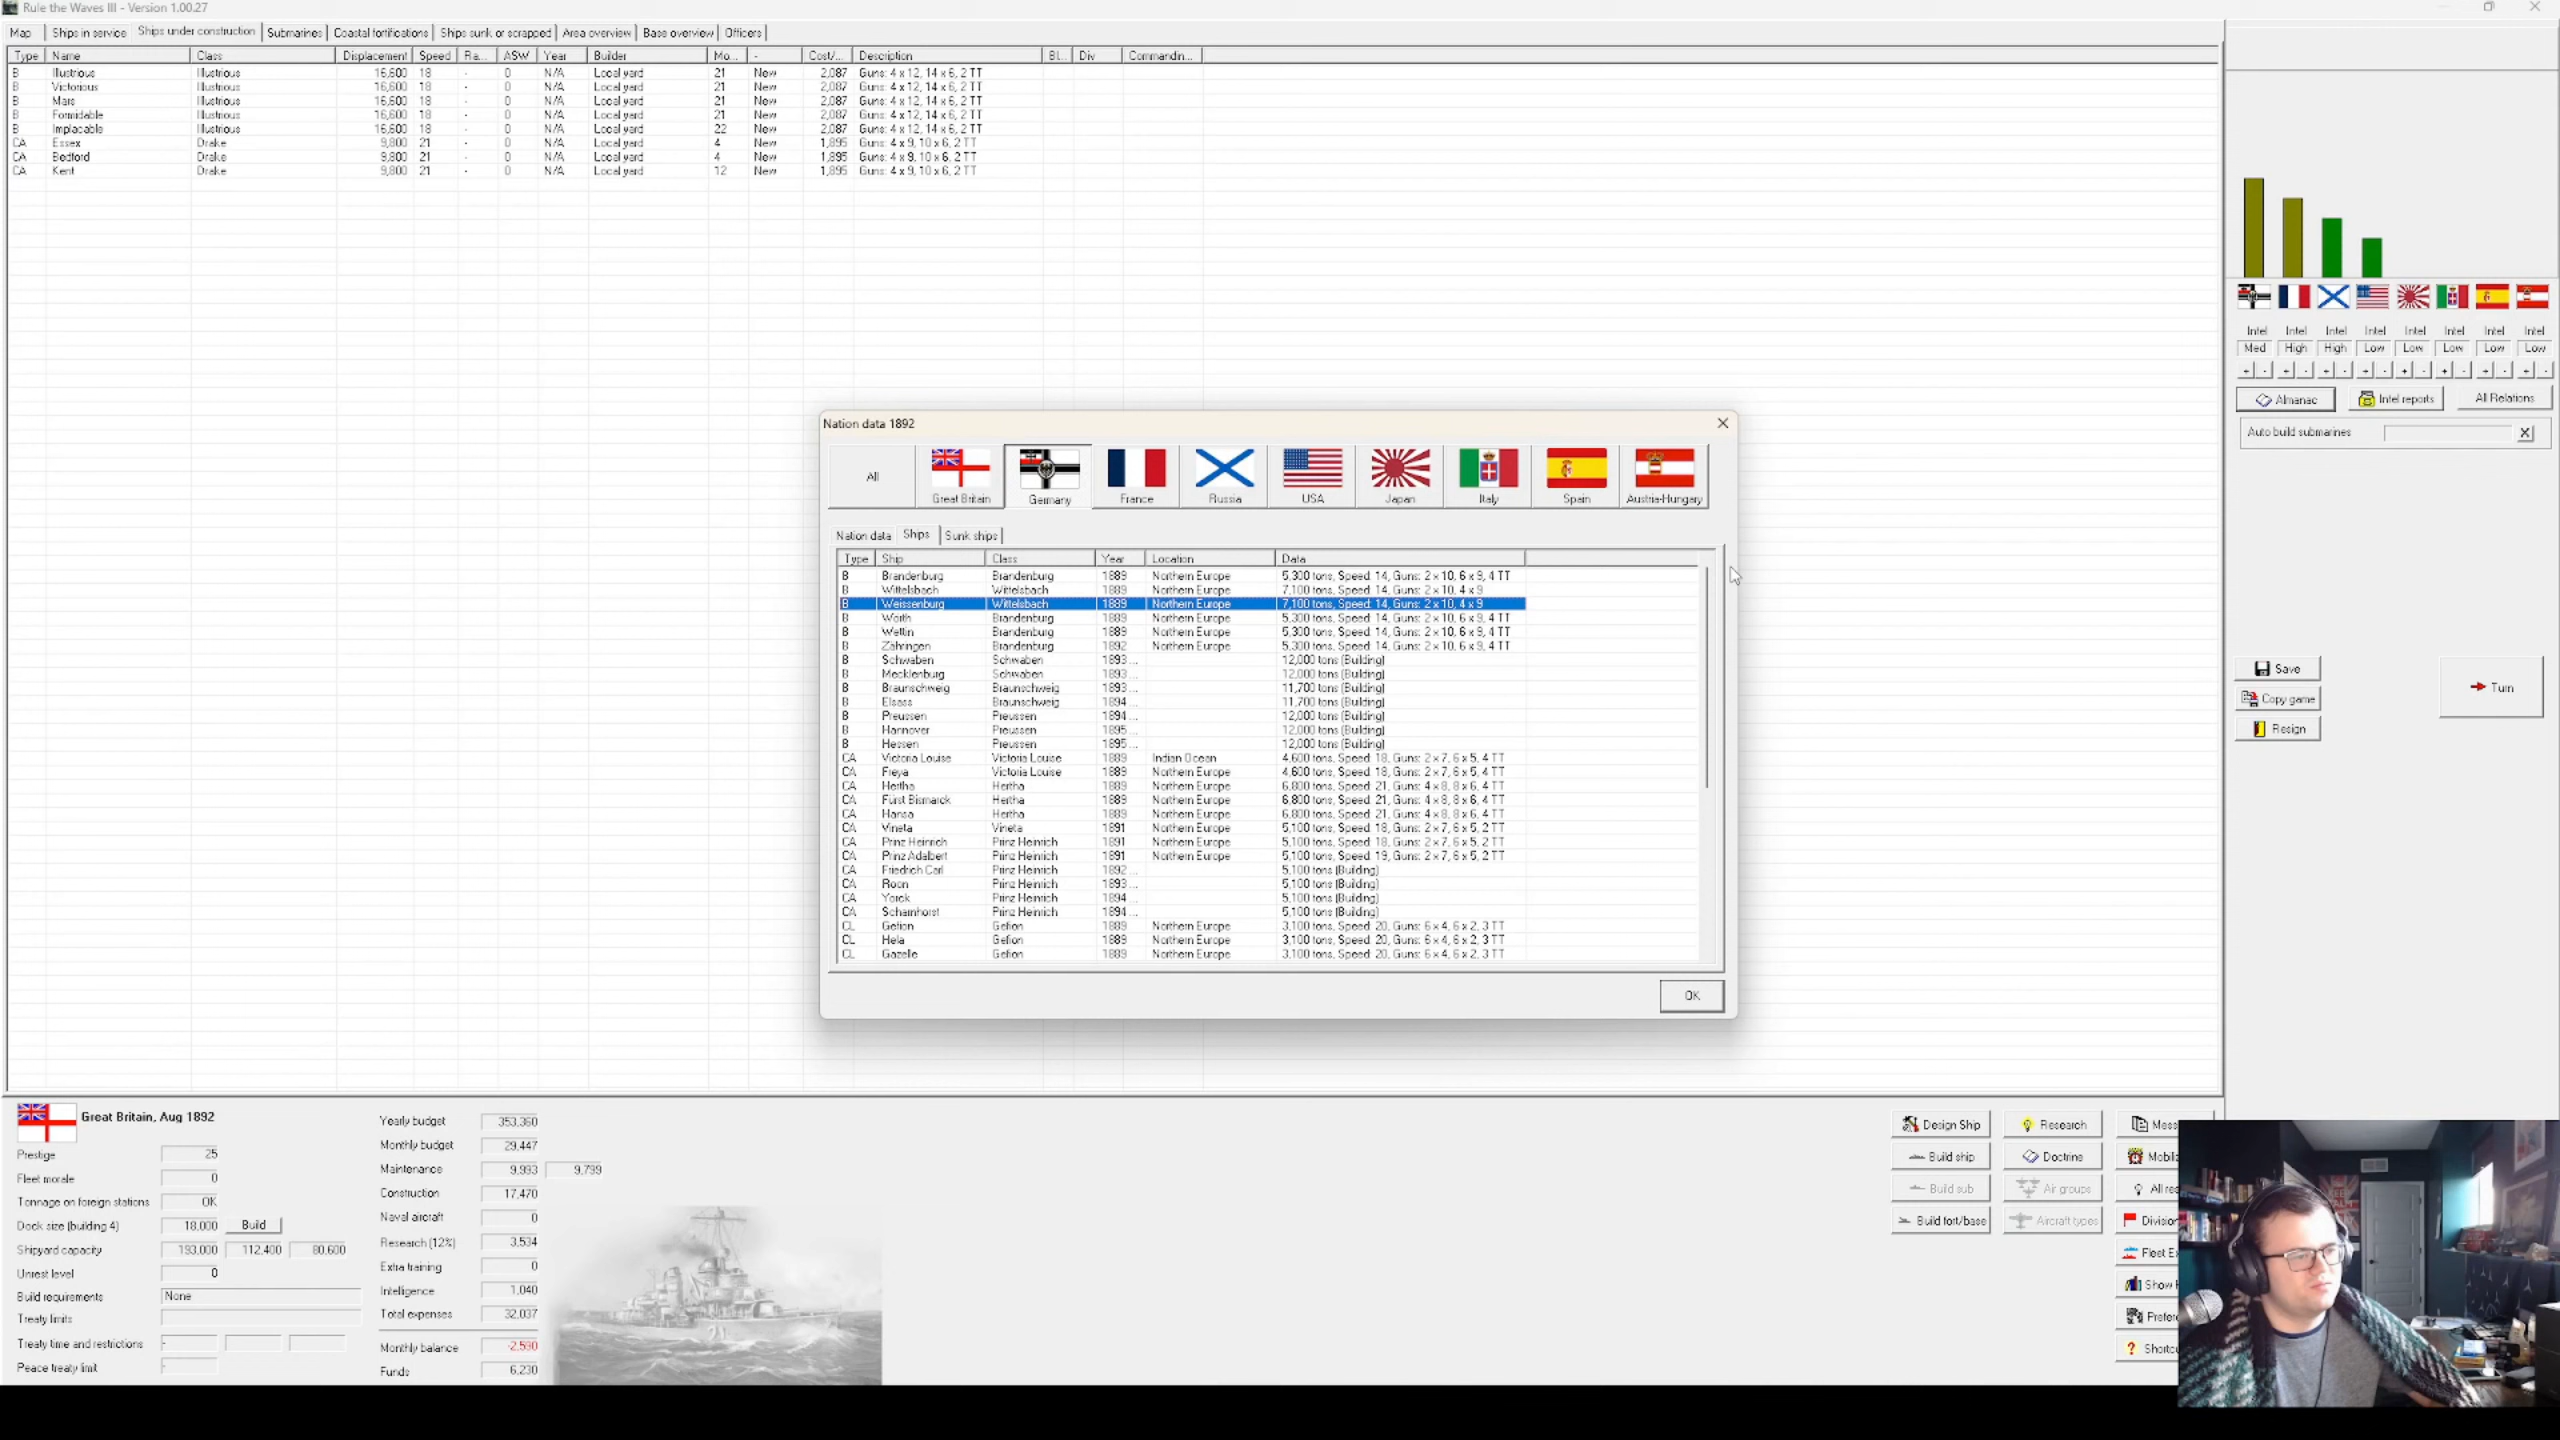 Rule the Waves III - Version 1.00.27
Map Ships in service Ships under construction Submarines Coastal fortifications Ships sunk or scrapped Area overview Base overview Officers
Type Name Class Displacement Speed Ra... ASW Year Builder Mo... - Cost/... Description Bl... Div Commandin...
B Illustrious Illustrious 16,600 18 - 0 N/A Local yard 21 New 2,087 Guns: 4 x 12, 14 x 6, 2 TT
B Victorious Illustrious 16,600 18 - 0 N/A Local yard 21 New 2,087 Guns: 4 x 12, 14 x 6, 2 TT
B Mars Illustrious 16,600 18 - 0 N/A Local yard 21 New 2,087 Guns: 4 x 12, 14 x 6, 2 TT
B Formidable Illustrious 16,600 18 - 0 N/A Local yard 21 New 2,087 Guns: 4 x 12, 14 x 6, 2 TT
B Implacable Illustrious 16,600 18 - 0 N/A Local yard 22 New 2,087 Guns: 4 x 12, 14 x 6, 2 TT
CA Essex Drake 9,800 21 - 0 N/A Local yard 4 New 1,895 Guns: 4 x 9, 10 x 6, 2 TT
CA Bedford Drake 9,800 21 - 0 N/A Local yard 4 New 1,895 Guns: 4 x 9, 10 x 6, 2 TT
CA Kent Drake 9,800 21 - 0 N/A Local yard 12 New 1,895 Guns: 4 x 9, 10 x 6, 2 TT
Intel Intel Intel Intel Intel Intel Intel Intel
Med High High Low Low Low Low Low
+ - + - + - + - + - + - + - + -
Almanac Intel reports All Relations
Auto build submarines X
Save
Copy game
Resign
Turn
Nation data 1892
All Great Britain Germany France Russia USA Japan Italy Spain Austria-Hungary
Nation data Ships Sunk ships
Type Ship Class Year Location Data
B Brandenburg Brandenburg 1889 Northern Europe 5,300 tons, Speed: 14, Guns: 2 x 10, 6 x 9, 4 TT
B Wittelsbach Wittelsbach 1889 Northern Europe 7,100 tons, Speed: 14, Guns: 2 x 10, 4 x 9
B Weissenburg Wittelsbach 1889 Northern Europe 7,100 tons, Speed: 14, Guns: 2 x 10, 4 x 9
B Wörth Brandenburg 1889 Northern Europe 5,300 tons, Speed: 14, Guns: 2 x 10, 6 x 9, 4 TT
B Wettin Brandenburg 1889 Northern Europe 5,300 tons, Speed: 14, Guns: 2 x 10, 6 x 9, 4 TT
B Zähringen Brandenburg 1892 Northern Europe 5,300 tons, Speed: 14, Guns: 2 x 10, 6 x 9, 4 TT
B Schwaben Schwaben 1893... 12,000 tons (Building)
B Mecklenburg Schwaben 1893... 12,000 tons (Building)
B Braunschweig Braunschweig 1893... 11,700 tons (Building)
B Elsass Braunschweig 1894... 11,700 tons (Building)
B Preussen Preussen 1894... 12,000 tons (Building)
B Hannover Preussen 1895... 12,000 tons (Building)
B Hessen Preussen 1895... 12,000 tons (Building)
CA Victoria Louise Victoria Louise 1889 Indian Ocean 4,600 tons, Speed: 18, Guns: 2 x 7, 6 x 5, 4 TT
CA Freya Victoria Louise 1889 Northern Europe 4,600 tons, Speed: 18, Guns: 2 x 7, 6 x 5, 4 TT
CA Hertha Hertha 1889 Northern Europe 6,800 tons, Speed: 21, Guns: 4 x 8, 8 x 6, 4 TT
CA Fürst Bismarck Hertha 1889 Northern Europe 6,800 tons, Speed: 21, Guns: 4 x 8, 8 x 6, 4 TT
CA Hansa Hertha 1889 Northern Europe 6,800 tons, Speed: 21, Guns: 4 x 8, 8 x 6, 4 TT
CA Vineta Vineta 1891 Northern Europe 5,100 tons, Speed: 18, Guns: 2 x 7, 6 x 5, 2 TT
CA Prinz Heinrich Prinz Heinrich 1891 Northern Europe 5,100 tons, Speed: 18, Guns: 2 x 7, 6 x 5, 2 TT
CA Prinz Adalbert Prinz Heinrich 1891 Northern Europe 5,100 tons, Speed: 19, Guns: 2 x 7, 6 x 5, 2 TT
CA Friedrich Carl Prinz Heinrich 1892... 5,100 tons (Building)
CA Roon Prinz Heinrich 1893... 5,100 tons (Building)
CA Yorck Prinz Heinrich 1894... 5,100 tons (Building)
CA Scharnhorst Prinz Heinrich 1894... 5,100 tons (Building)
CL Gefion Gefion 1889 Northern Europe 3,100 tons, Speed: 20, Guns: 6 x 4, 6 x 2, 3 TT
CL Hela Gefion 1889 Northern Europe 3,100 tons, Speed: 20, Guns: 6 x 4, 6 x 2, 3 TT
CL Gazelle Gefion 1889 Northern Europe 3,100 tons, Speed: 20, Guns: 6 x 4, 6 x 2, 3 TT
OK
Great Britain, Aug 1892
Prestige 25
Fleet morale 0
Tonnage on foreign stations OK
Dock size (building 4) 18,000 Build
Shipyard capacity 193,000 112,400 80,600
Unrest level 0
Build requirements None
Treaty limits
Treaty time and restrictions -
Peace treaty limit -
Yearly budget 353,360
Monthly budget 29,447
Maintenance 9,993 9,799
Construction 17,470
Naval aircraft 0
Research (12%) 3,534
Extra training 0
Intelligence 1,040
Total expenses 32,037
Monthly balance -2,590
Funds 6,230
Design Ship Research Mess
Build ship Doctrine Mobili
Build sub Air groups All rea
Build fort/base Aircraft types Division
Fleet Ex
Show
Prefere
? Shortcu